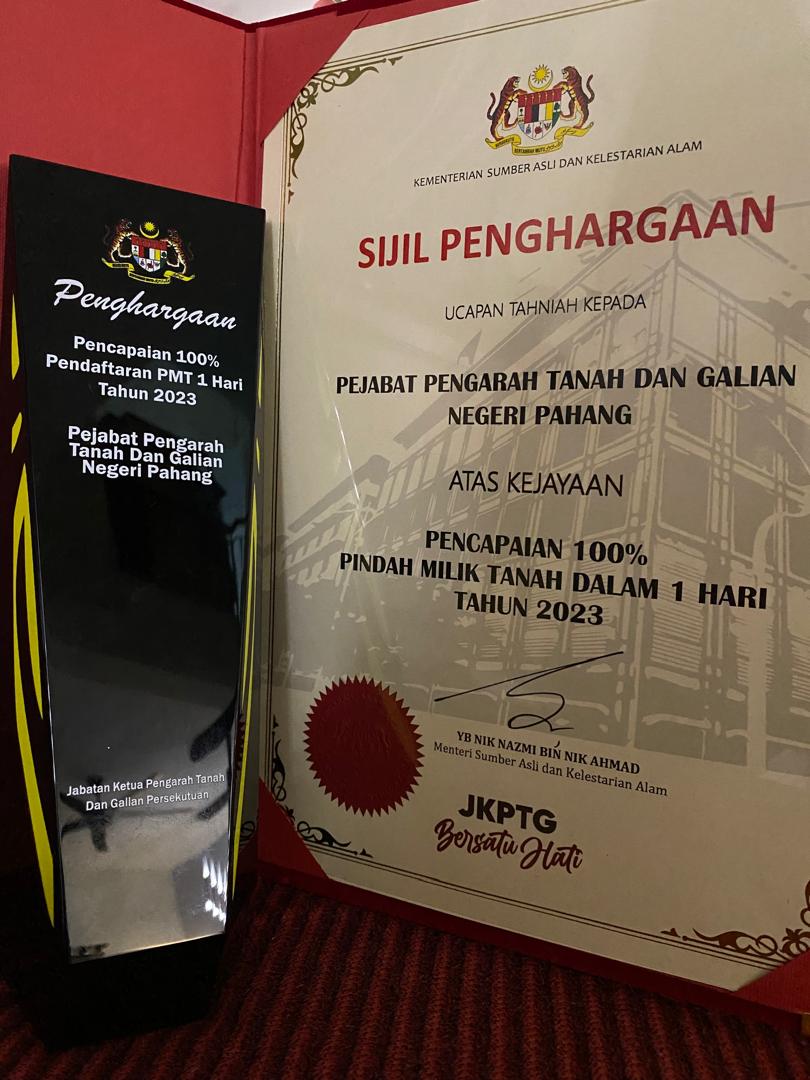 Penghargaan
Pencapaian 100%
Pendaftaran PMT 1 Hari
Tahun 2023
Pejabat Pengarah
Tanah Dan Galian
Negeri Pahang
Jabatan Ketua Pengarah Tanah
Dan Galian Persekutuan
KEMENTERIAN SUMBER ASLI DAN KELESTARIAN ALAM
SIJIL PENGHARGAAN
UCAPAN TAHNIAH KEPADA
PEJABAT PENGARAH TANAH DAN GALIAN
NEGERI PAHANG
ATAS KEJAYAAN
PENCAPAIAN 100%
PINDAH MILIK TANAH DALAM 1 HARI
TAHUN 2023
YB NIK NAZMI BIN NIK AHMAD
Menteri Sumber Asli dan Kelestarian Alam
JKPTG
Bersatu Hati